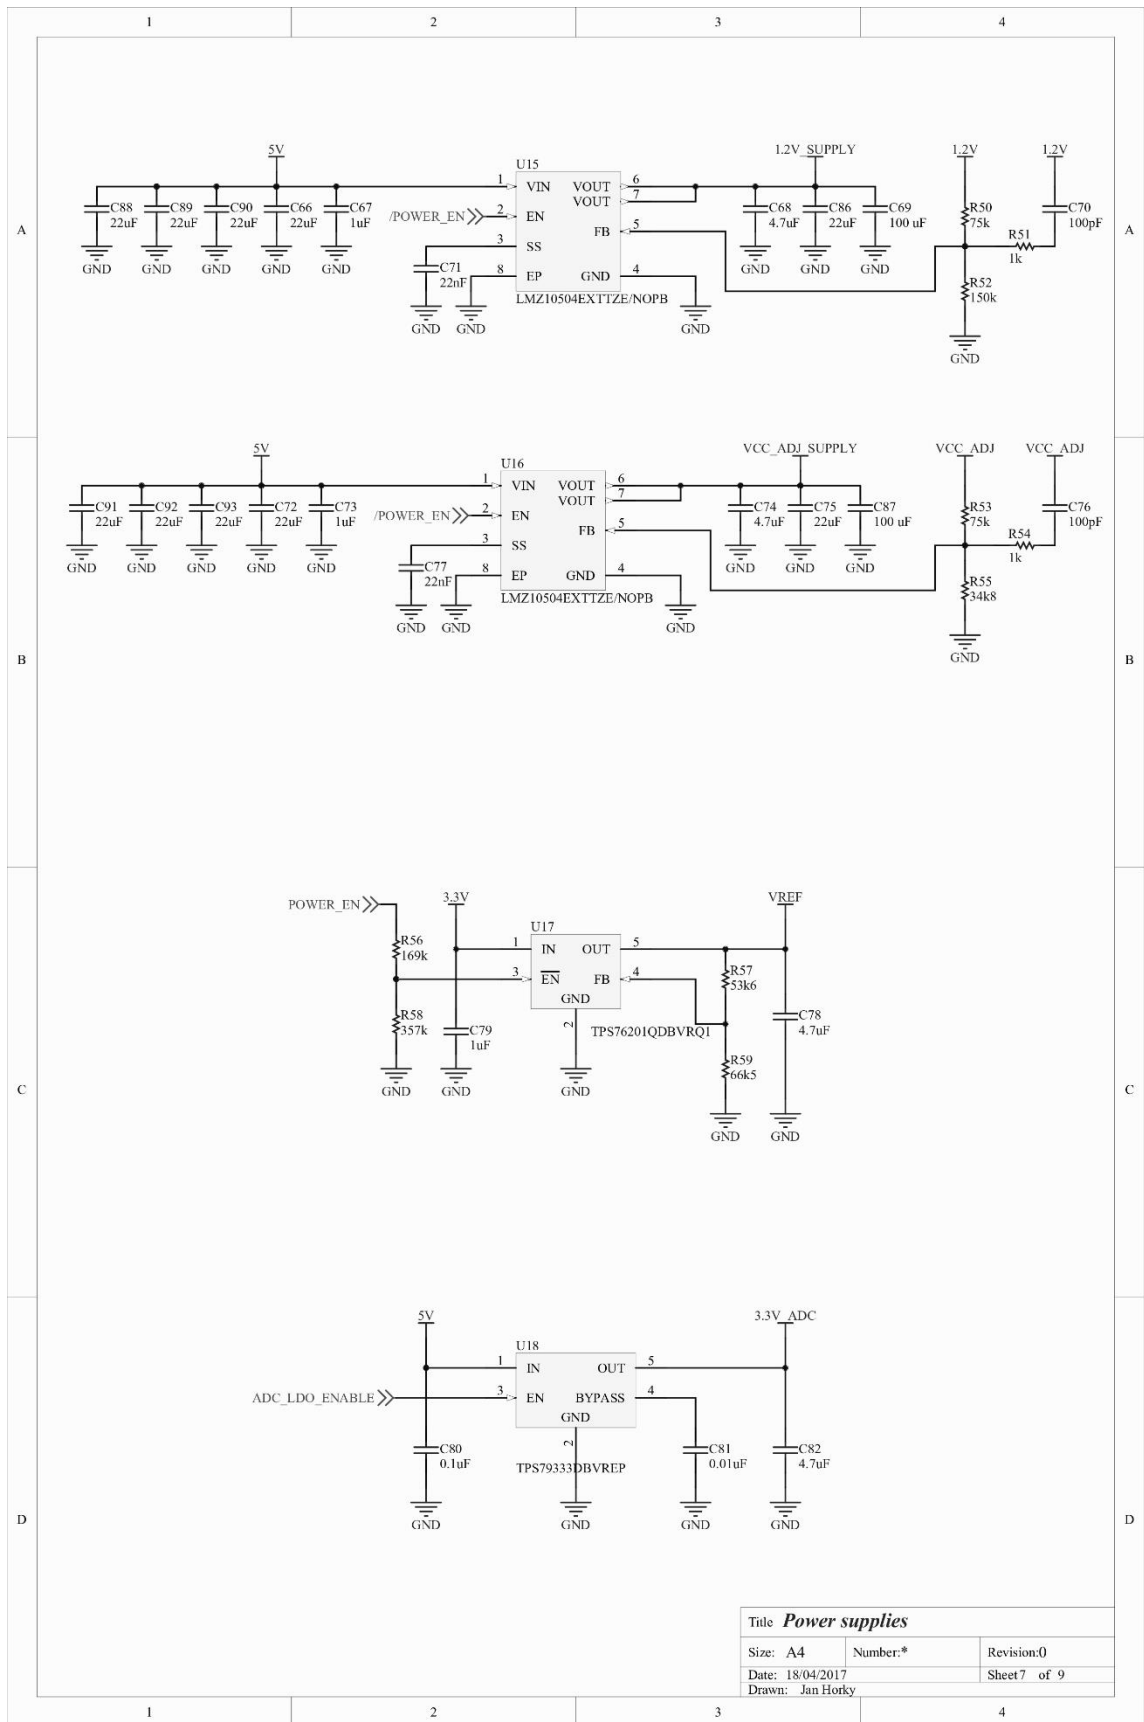 1 2 3 4
A A
5V
C88 22uF
C89 22uF
C90 22uF
C66 22uF
C67 1uF
GND GND GND GND GND
/POWER_EN
C71 22nF
GND GND
U15
1 VIN VOUT 6
VOUT 7
2 EN
FB 5
3 SS
8 EP GND 4
LMZ10504EXTTZE/NOPB
GND
1.2V_SUPPLY
C68 4.7uF
C86 22uF
C69 100 uF
GND GND GND
1.2V 1.2V
R50 75k
C70 100pF
R51 1k
R52 150k
GND
B B
5V
C91 22uF
C92 22uF
C93 22uF
C72 22uF
C73 1uF
GND GND GND GND GND
/POWER_EN
C77 22nF
GND GND
U16
1 VIN VOUT 6
VOUT 7
2 EN
FB 5
3 SS
8 EP GND 4
LMZ10504EXTTZE/NOPB
GND
VCC_ADJ_SUPPLY
C74 4.7uF
C75 22uF
C87 100 uF
GND GND GND
VCC_ADJ VCC_ADJ
R53 75k
C76 100pF
R54 1k
R55 34k8
GND
C C
POWER_EN
R56 169k
R58 357k
GND
3.3V
C79 1uF
GND
U17
1 IN OUT 5
3 EN FB 4
GND
2
TPS76201QDBVRQ1
GND
VREF
R57 53k6
R59 66k5
GND
C78 4.7uF
GND
D D
5V
ADC_LDO_ENABLE
C80 0.1uF
GND
U18
1 IN OUT 5
3 EN BYPASS 4
GND
2
TPS79333DBVREP
GND
C81 0.01uF
GND
3.3V_ADC
C82 4.7uF
GND
Title Power supplies
Size: A4 Number:* Revision:0
Date: 18/04/2017 Sheet7 of 9
Drawn: Jan Horky
1 2 3 4